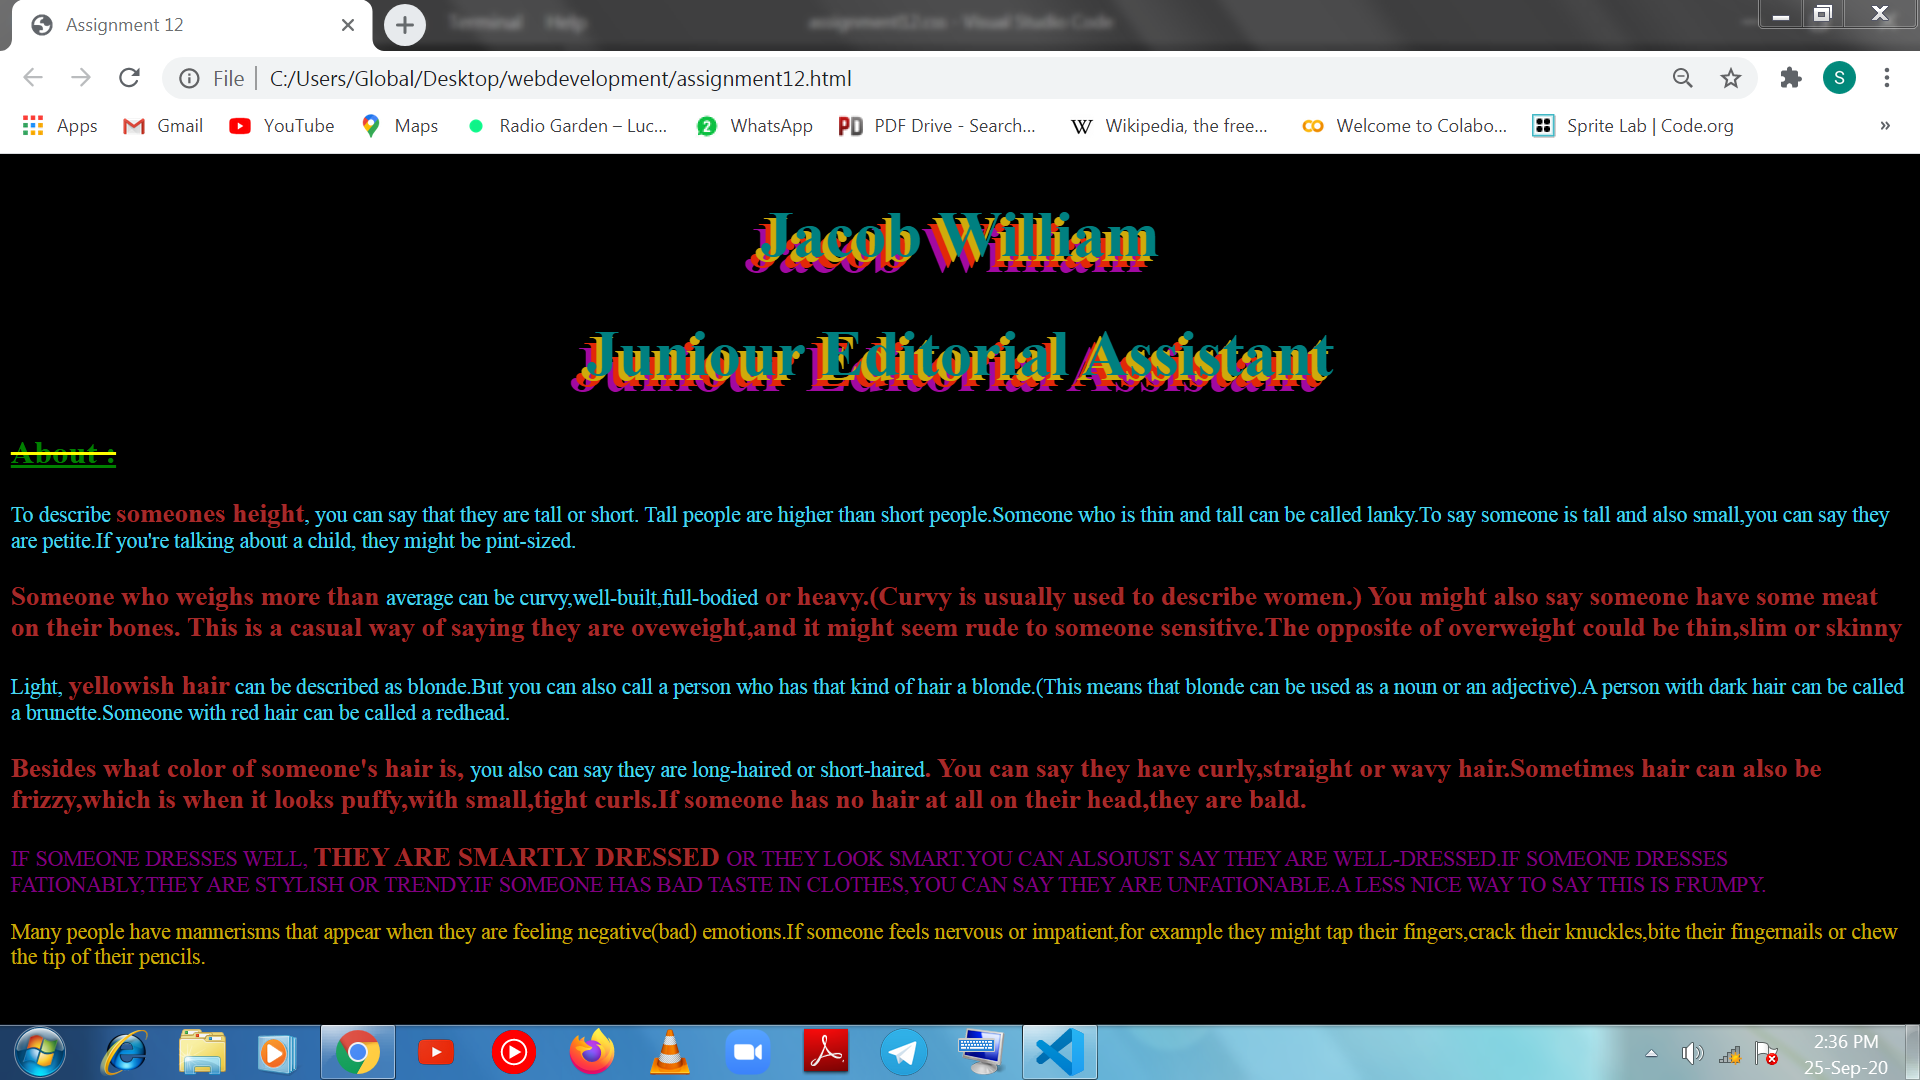 Assignment 12
Terminal Help
assignment12.css - Visual Studio Code
File C:/Users/Global/Desktop/webdevelopment/assignment12.html
S
Apps Gmail YouTube Maps Radio Garden – Luc... 2 WhatsApp PD PDF Drive - Search... W Wikipedia, the free... Welcome to Colabo... Sprite Lab | Code.org »
Jacob William
Juniour Editorial Assistant
About :
To describe someones height, you can say that they are tall or short. Tall people are higher than short people.Someone who is thin and tall can be called lanky.To say someone is tall and also small,you can say they
are petite.If you're talking about a child, they might be pint-sized.
Someone who weighs more than average can be curvy,well-built,full-bodied or heavy.(Curvy is usually used to describe women.) You might also say someone have some meat
on their bones. This is a casual way of saying they are oveweight,and it might seem rude to someone sensitive.The opposite of overweight could be thin,slim or skinny
Light, yellowish hair can be described as blonde.But you can also call a person who has that kind of hair a blonde.(This means that blonde can be used as a noun or an adjective).A person with dark hair can be called
a brunette.Someone with red hair can be called a redhead.
Besides what color of someone's hair is, you also can say they are long-haired or short-haired. You can say they have curly,straight or wavy hair.Sometimes hair can also be
frizzy,which is when it looks puffy,with small,tight curls.If someone has no hair at all on their head,they are bald.
IF SOMEONE DRESSES WELL, THEY ARE SMARTLY DRESSED OR THEY LOOK SMART.YOU CAN ALSOJUST SAY THEY ARE WELL-DRESSED.IF SOMEONE DRESSES
FATIONABLY,THEY ARE STYLISH OR TRENDY.IF SOMEONE HAS BAD TASTE IN CLOTHES,YOU CAN SAY THEY ARE UNFATIONABLE.A LESS NICE WAY TO SAY THIS IS FRUMPY.
Many people have mannerisms that appear when they are feeling negative(bad) emotions.If someone feels nervous or impatient,for example they might tap their fingers,crack their knuckles,bite their fingernails or chew
the tip of their pencils.
2:36 PM
25-Sep-20